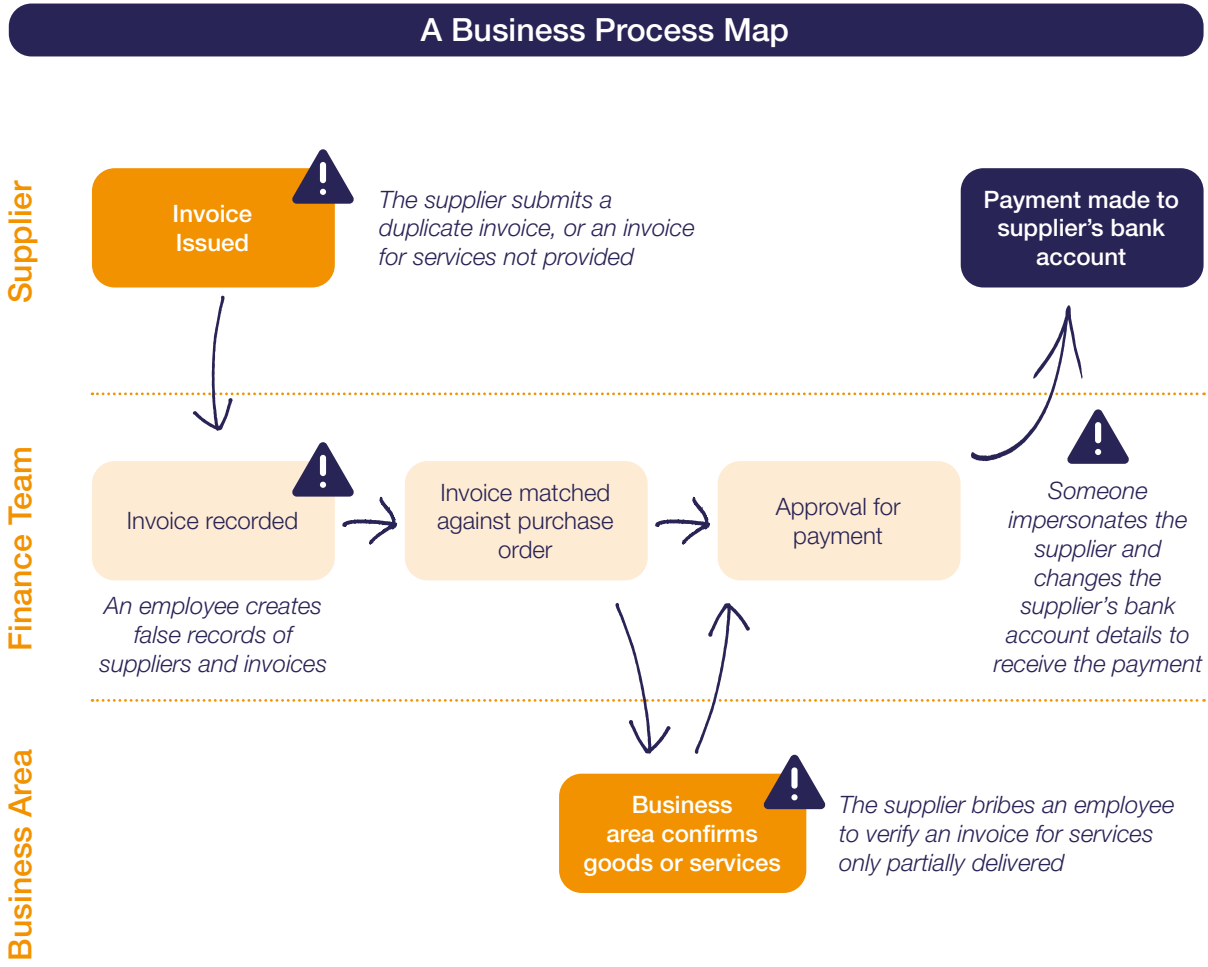 A Business Process Map
Supplier
Invoice
Issued
The supplier submits a
duplicate invoice, or an invoice
for services not provided
Payment made to
supplier's bank
account
Finance Team
Invoice recorded
An employee creates
false records of
suppliers and invoices
Invoice matched
against purchase
order
Approval for
payment
Someone
impersonates the
supplier and
changes the
supplier's bank
account details to
receive the payment
Business Area
Business
area confirms
goods or services
The supplier bribes an employee
to verify an invoice for services
only partially delivered